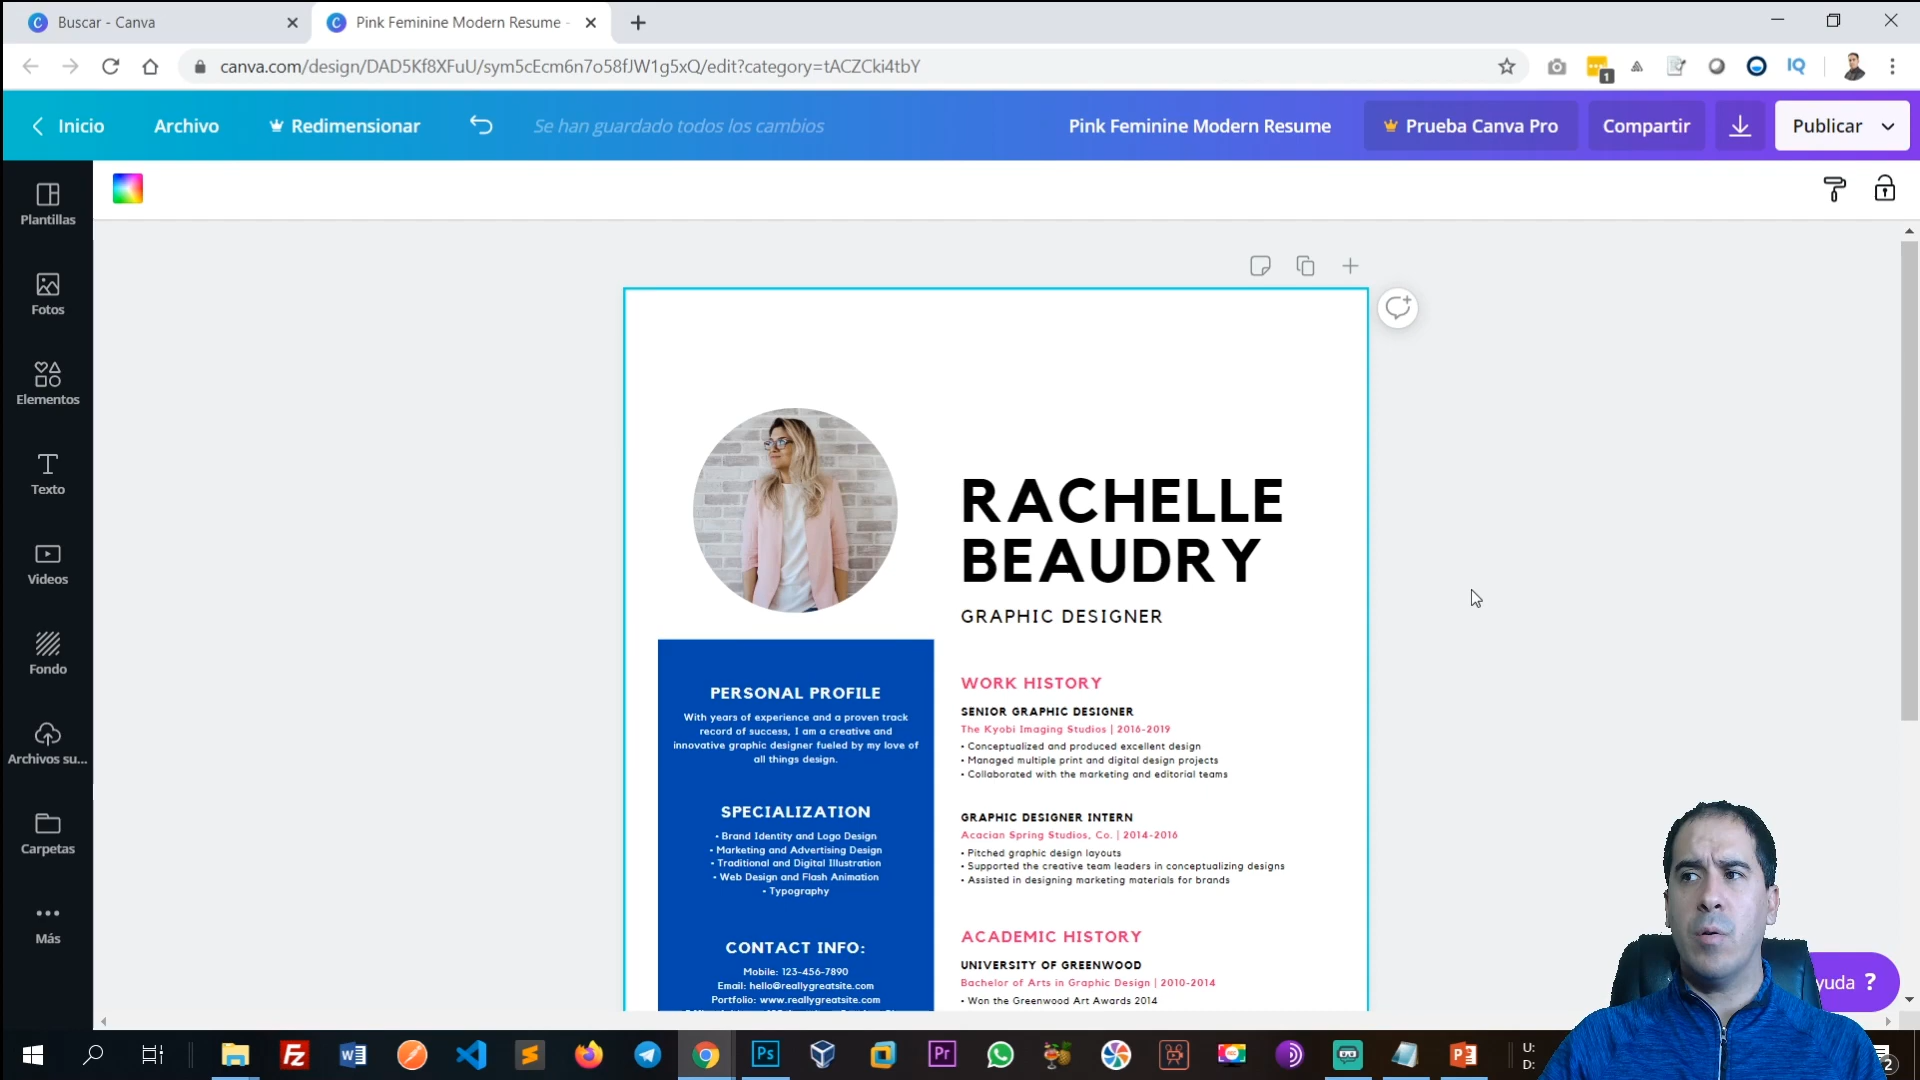 Buscar - Canva
Pink Feminine Modern Resume -
canva.com/design/DAD5Kf8XFuU/sym5cEcm6n7o58fJW1g5xQ/edit?category=tACZCki4tbY
1
IQ
Inicio
Archivo
Redimensionar
Se han guardado todos los cambios
Pink Feminine Modern Resume
Prueba Canva Pro
Compartir
Publicar
Plantillas
Fotos
Elementos
Texto
Videos
Fondo
Archivos su...
Carpetas
Más
RACHELLE
BEAUDRY
GRAPHIC DESIGNER
PERSONAL PROFILE
With years of experience and a proven track
record of success, I am a creative and
innovative graphic designer fueled by my love of
all things design.
SPECIALIZATION
• Brand Identity and Logo Design
• Marketing and Advertising Design
• Traditional and Digital Illustration
• Web Design and Flash Animation
• Typography
CONTACT INFO:
Mobile: 123-456-7890
Email: hello@reallygreatsite.com
Portfolio: www.reallygreatsite.com
WORK HISTORY
SENIOR GRAPHIC DESIGNER
The Kyobi Imaging Studios | 2016-2019
• Conceptualized and produced excellent design
• Managed multiple print and digital design projects
• Collaborated with the marketing and editorial teams
GRAPHIC DESIGNER INTERN
Acacian Spring Studios, Co. | 2014-2016
• Pitched graphic design layouts
• Supported the creative team leaders in conceptualizing designs
• Assisted in designing marketing materials for brands
ACADEMIC HISTORY
UNIVERSITY OF GREENWOOD
Bachelor of Arts in Graphic Design | 2010-2014
• Won the Greenwood Art Awards 2014
yuda ?
Fz
W
Ps
Pr
P
U:
D:
2